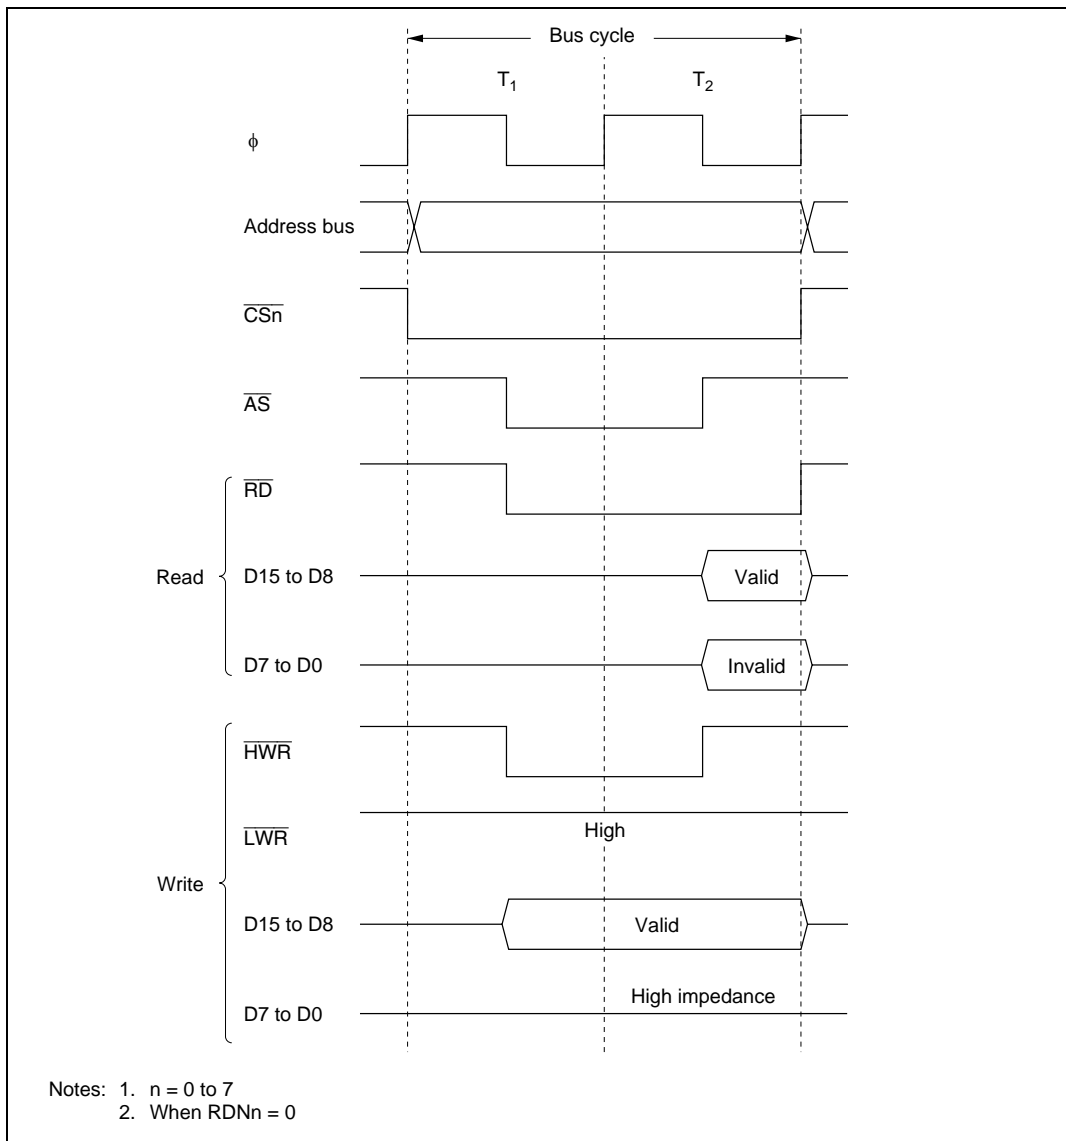 Bus cycle
T1 T2
ϕ
Address bus
CSn
AS
Read
RD
D15 to D8 Valid
D7 to D0 Invalid
Write
HWR
LWR High
D15 to D8 Valid
D7 to D0 High impedance
Notes: 1. n = 0 to 7
2. When RDNn = 0